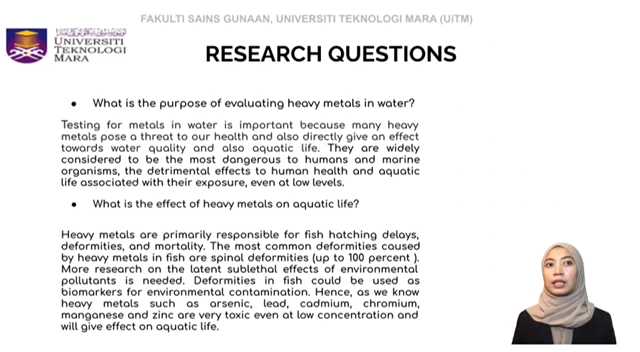 FAKULTI SAINS GUNAAN, UNIVERSITI TEKNOLOGI MARA (UiTM)
UNIVERSITI
TEKNOLOGI
MARA
RESEARCH QUESTIONS
● What is the purpose of evaluating heavy metals in water?
Testing for metals in water is important because many heavy
metals pose a threat to our health and also directly give an effect
towards water quality and also aquatic life. They are widely
considered to be the most dangerous to humans and marine
organisms, the detrimental effects to human health and aquatic
life associated with their exposure, even at low levels.
● What is the effect of heavy metals on aquatic life?
Heavy metals are primarily responsible for fish hatching delays,
deformities, and mortality. The most common deformities caused
by heavy metals in fish are spinal deformities (up to 100 percent ).
More research on the latent sublethal effects of environmental
pollutants is needed. Deformities in fish could be used as
biomarkers for environmental contamination. Hence, as we know
heavy metals such as arsenic, lead, cadmium, chromium,
manganese and zinc are very toxic even at low concentration and
will give effect on aquatic life.